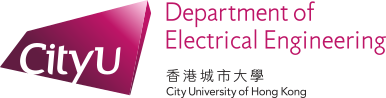 CityU
Department of
Electrical Engineering
香港城市大學
City University of Hong Kong